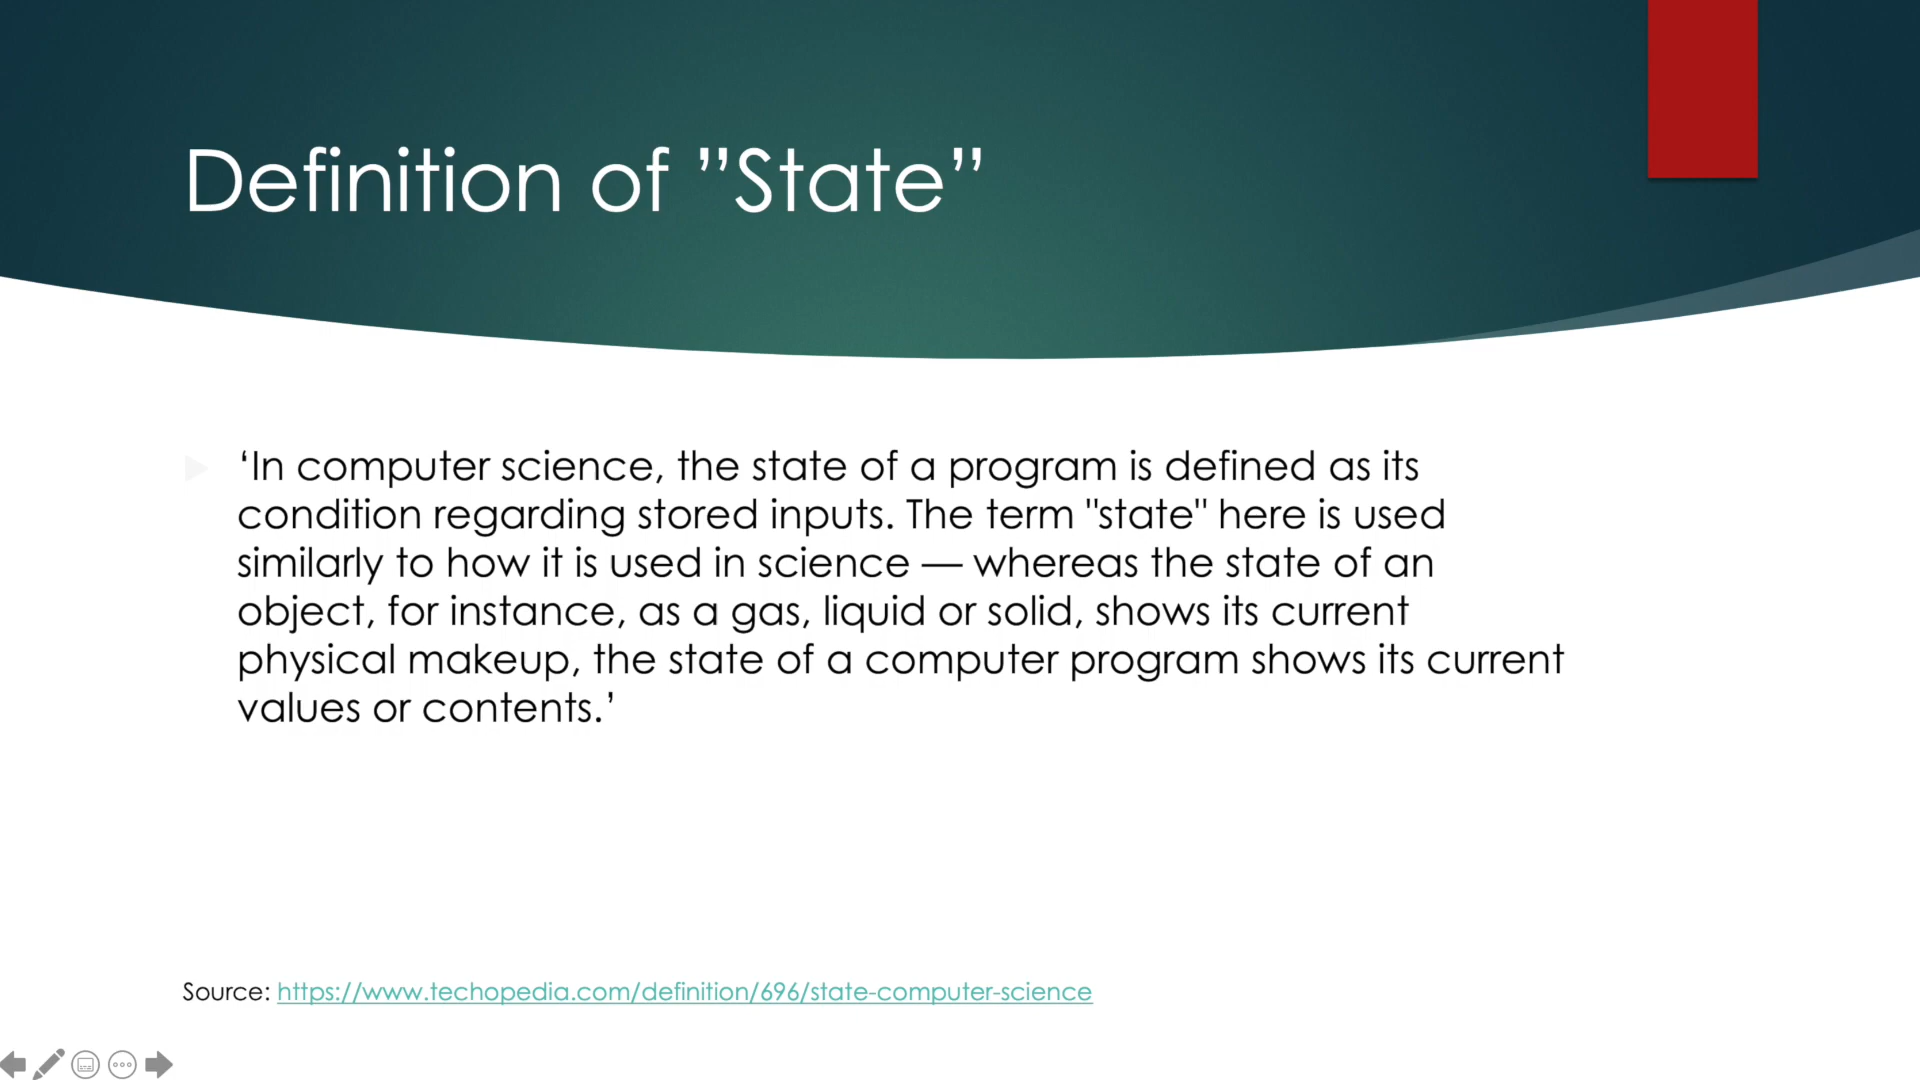 Definition of ”State”
‘In computer science, the state of a program is defined as its
condition regarding stored inputs. The term "state" here is used
similarly to how it is used in science — whereas the state of an
object, for instance, as a gas, liquid or solid, shows its current
physical makeup, the state of a computer program shows its current
values or contents.’
Source: https://www.techopedia.com/definition/696/state-computer-science